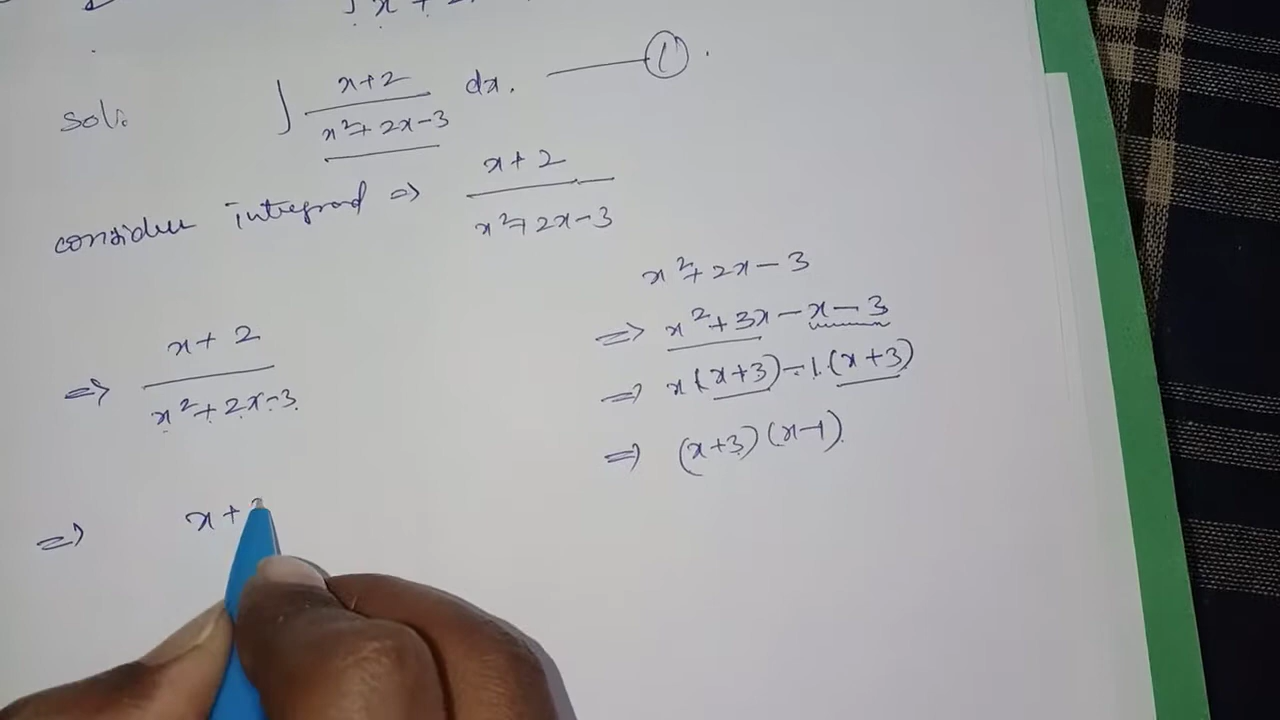 Sol:. ∫ x+2 / x²+2x-3 dx. —— (1) .
consider integrad => x+2 / x²+2x-3
x²+2x-3
=> x²+3x-x-3
=> x(x+3)-1.(x+3)
=> (x+3)(x-1)
=> x+2 / x²+2x-3
=> x+